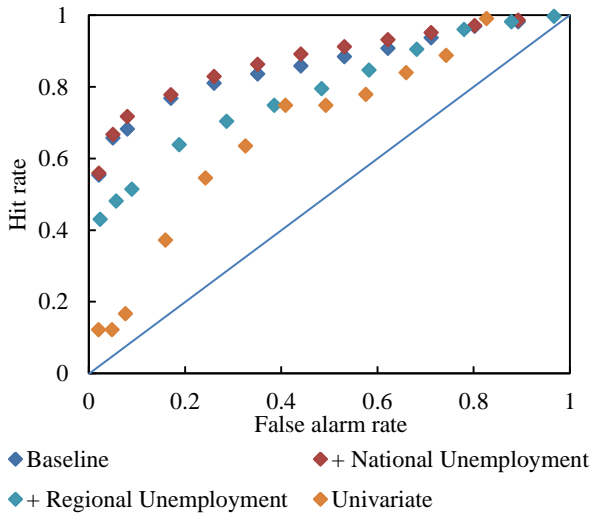 1
0.8
0.6
0.4
0.2
0
Hit rate
0 0.2 0.4 0.6 0.8 1
False alarm rate
Baseline + National Unemployment
+ Regional Unemployment Univariate